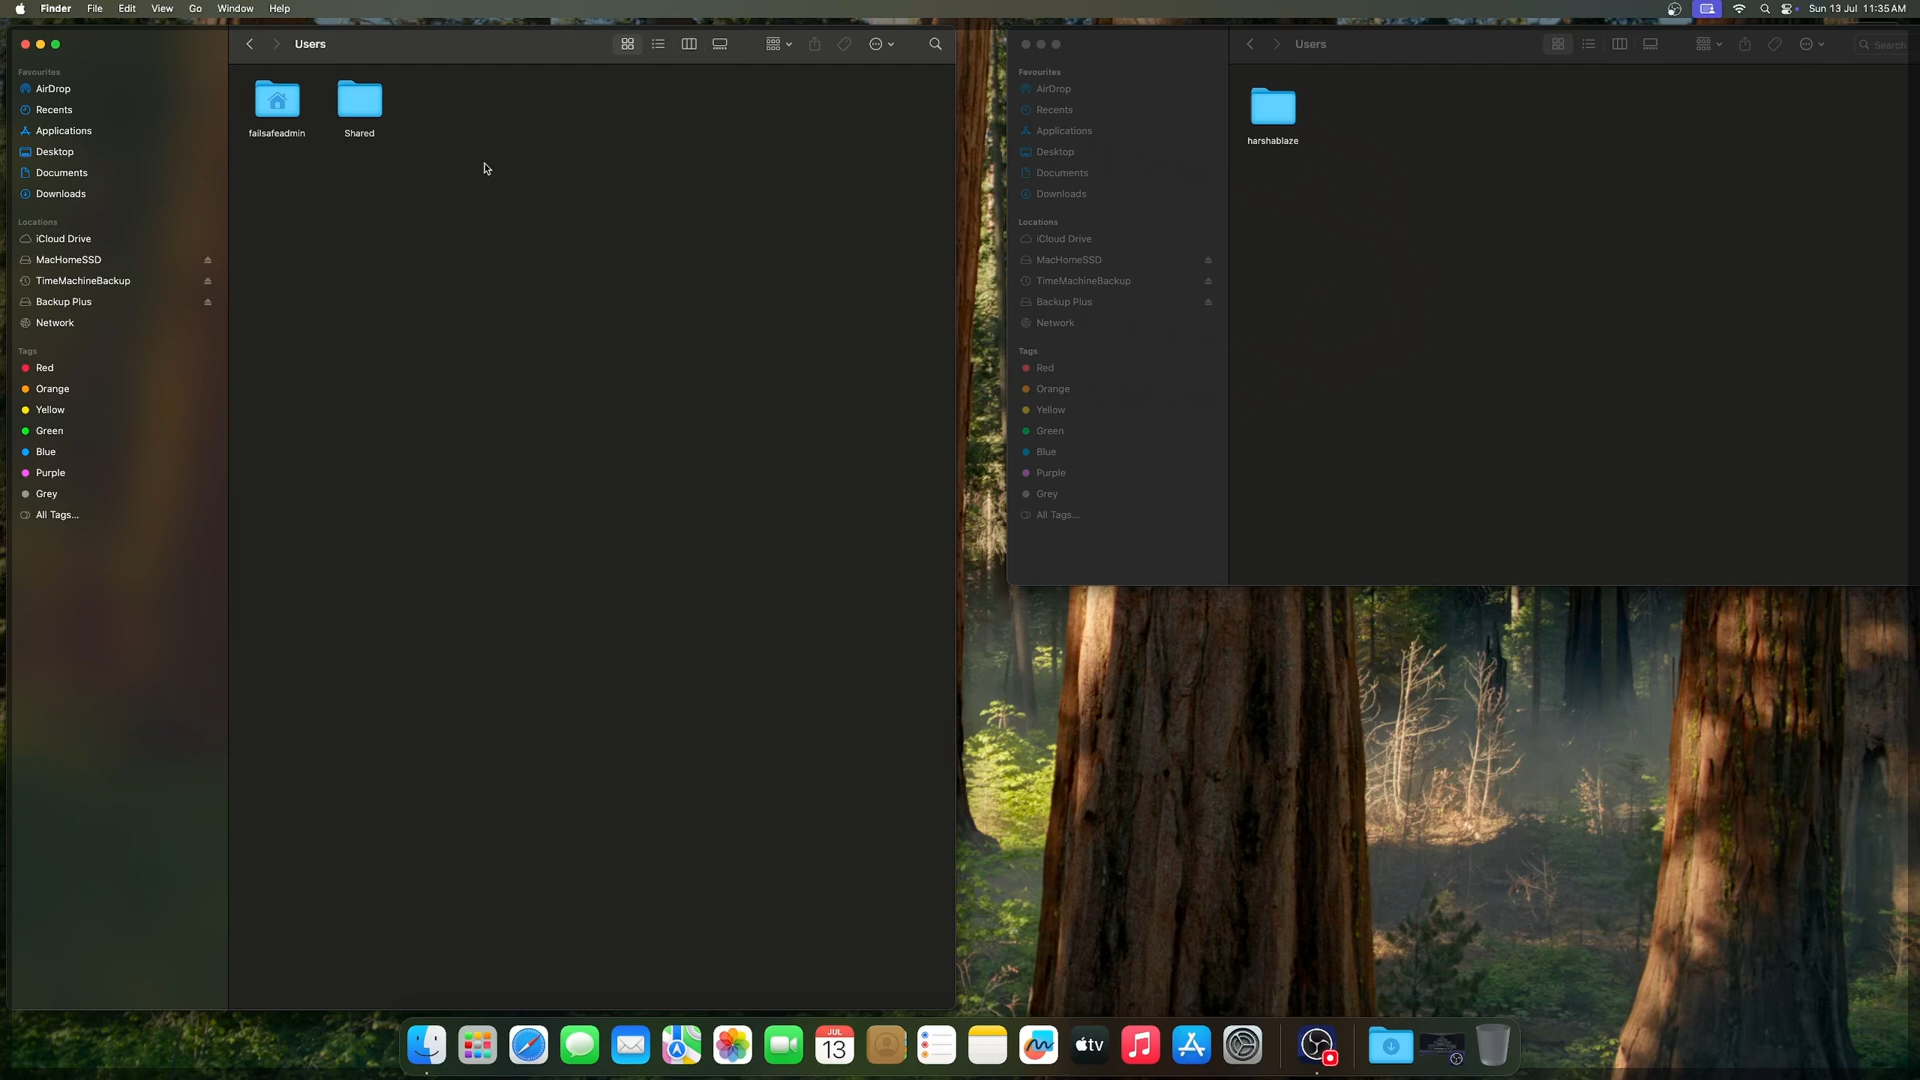 Finder File Edit View Go Window Help
Sun 13 Jul 11:35 AM
Users
Favourites
AirDrop
Recents
Applications
Desktop
Documents
Downloads
Locations
iCloud Drive
MacHomeSSD
TimeMachineBackup
Backup Plus
Network
Tags
Red
Orange
Yellow
Green
Blue
Purple
Grey
All Tags...
failsafeadmin
Shared
Users
Search
Favourites
AirDrop
Recents
Applications
Desktop
Documents
Downloads
Locations
iCloud Drive
MacHomeSSD
TimeMachineBackup
Backup Plus
Network
Tags
Red
Orange
Yellow
Green
Blue
Purple
Grey
All Tags...
harshablaze
JUL
13
tv